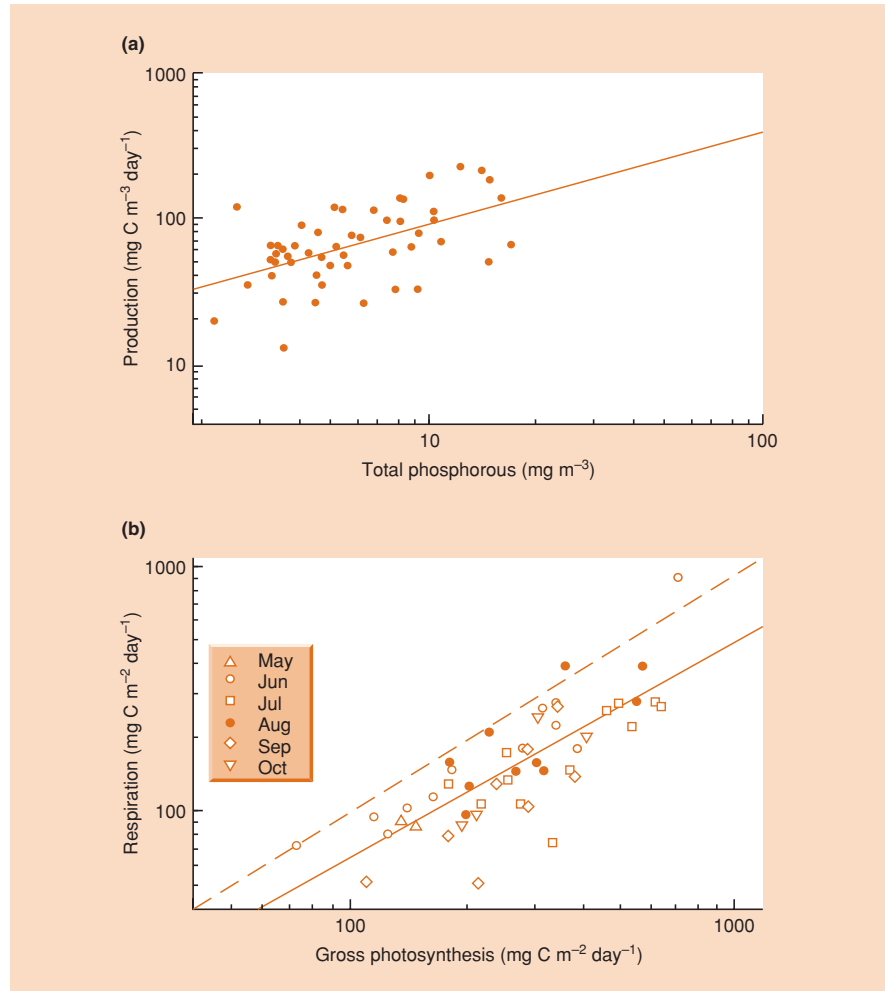 (a)
1000
100
10
Production (mg C m⁻³ day⁻¹)
10
100
Total phosphorous (mg m⁻³)
(b)
1000
100
Respiration (mg C m⁻² day⁻¹)
May
Jun
Jul
Aug
Sep
Oct
100
1000
Gross photosynthesis (mg C m⁻² day⁻¹)